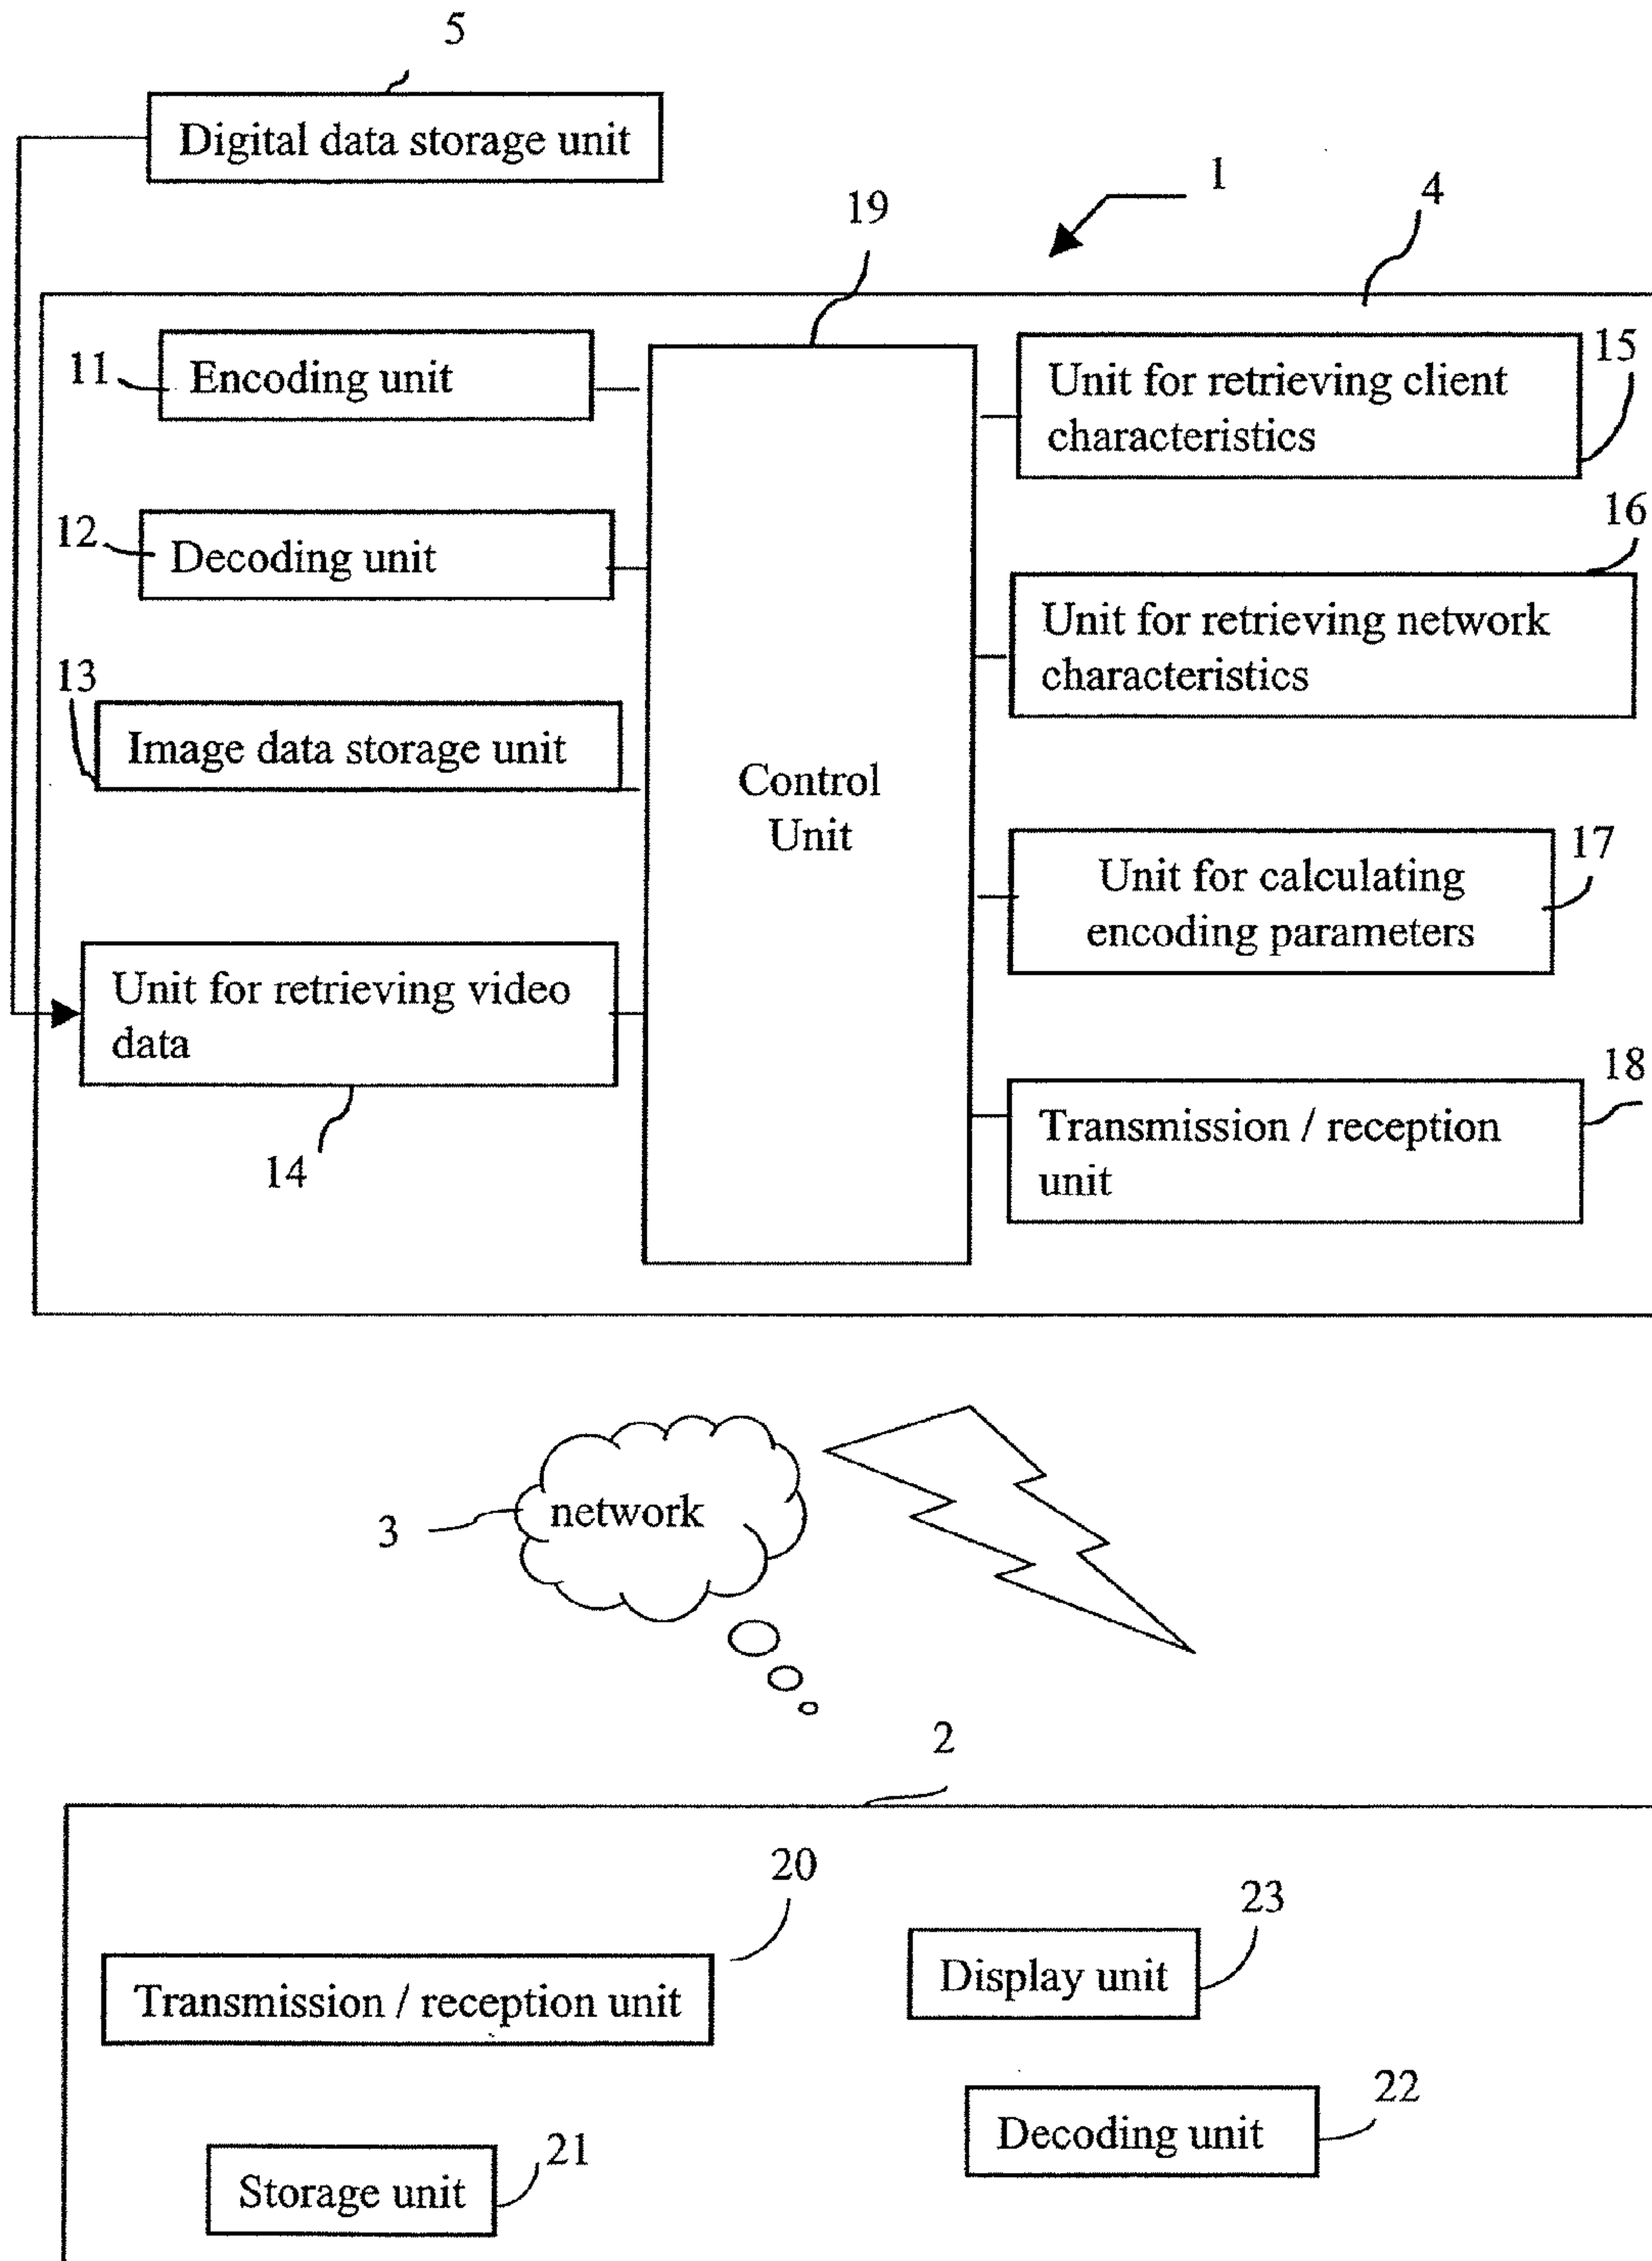 5
Digital data storage unit
1
4
19
11
Encoding unit
Unit for retrieving client
characteristics
15
12
Decoding unit
16
Unit for retrieving network
characteristics
13
Image data storage unit
Control
Unit
17
Unit for calculating
encoding parameters
Unit for retrieving video
data
14
18
Transmission / reception
unit
3
network
2
20
Transmission / reception unit
23
Display unit
22
Decoding unit
21
Storage unit